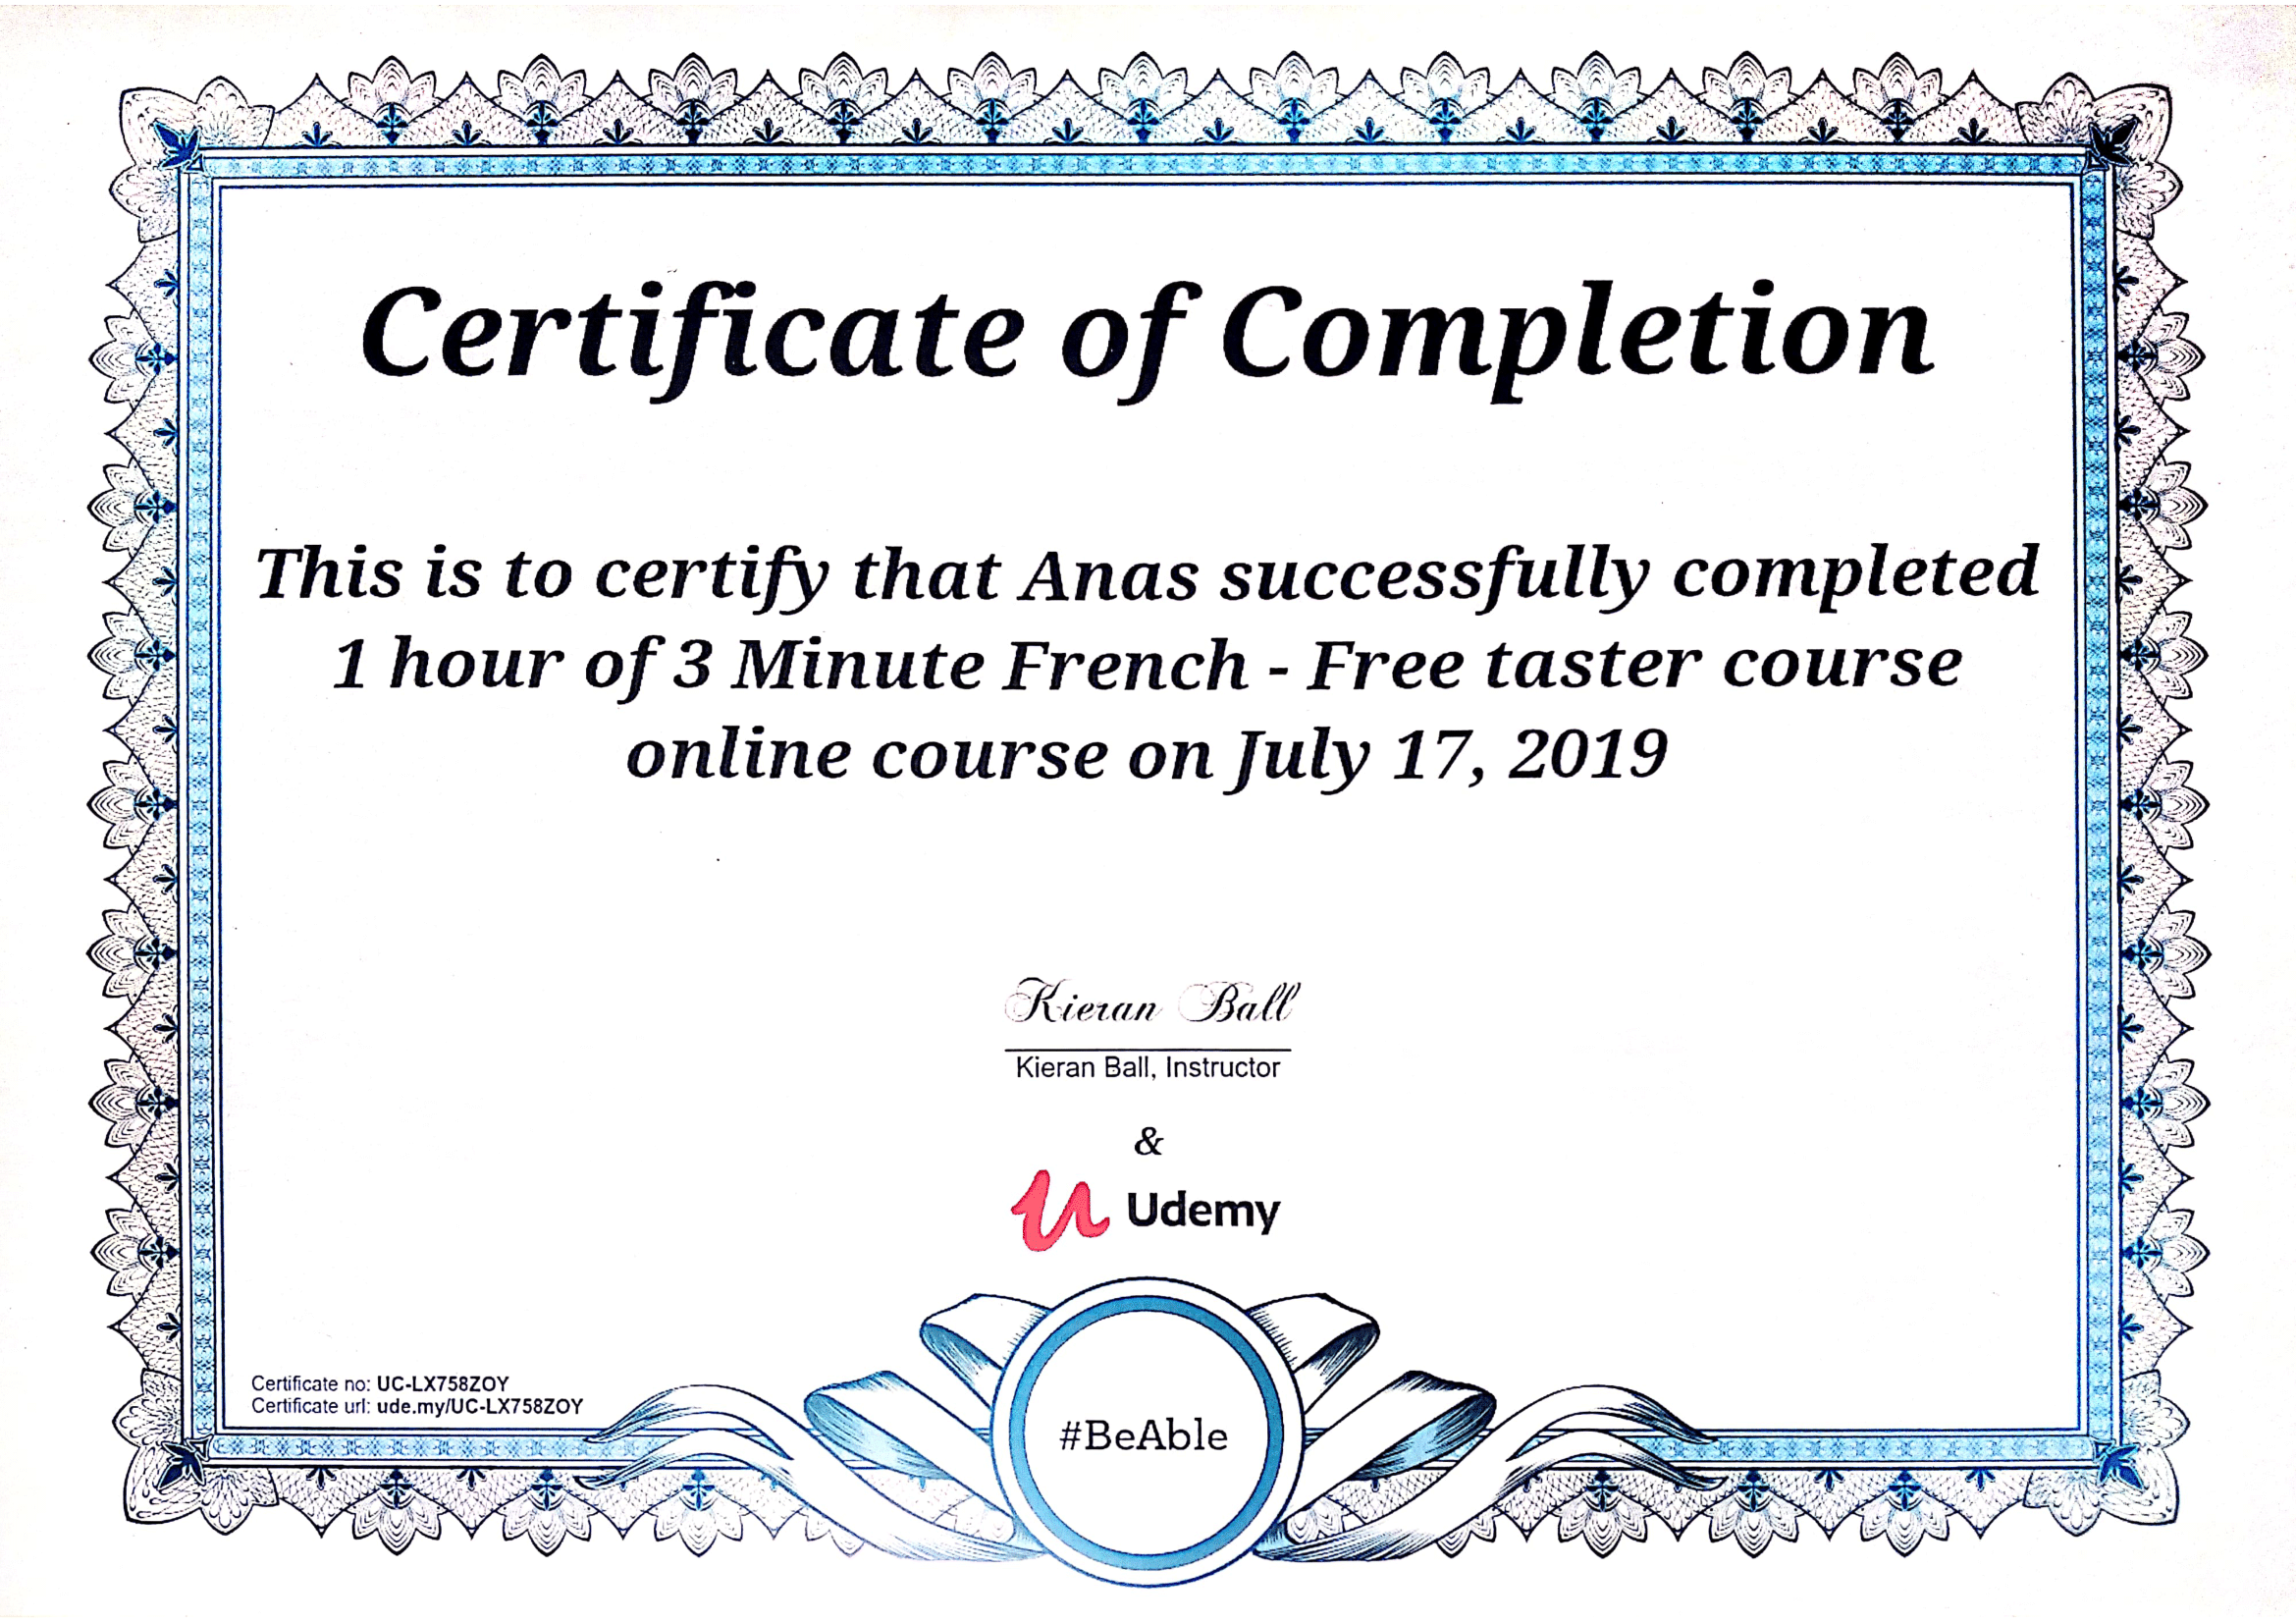 Certificate of Completion
This is to certify that Anas successfully completed
1 hour of 3 Minute French - Free taster course
online course on July 17, 2019
Kieran Ball
Kieran Ball, Instructor
&
Udemy
Certificate no: UC-LX758ZOY
Certificate url: ude.my/UC-LX758ZOY
#BeAble